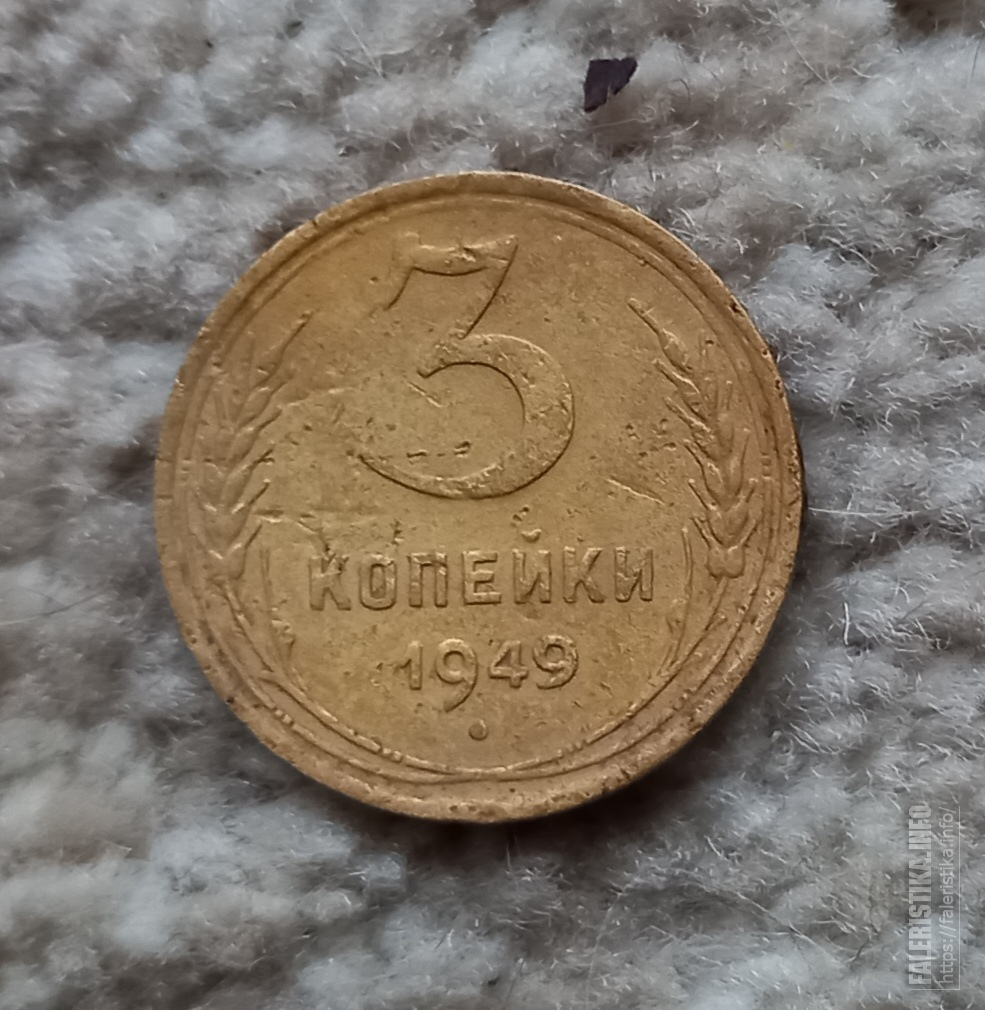 3
КОПЕЙКИ
1949
FALERISTIKA.INFO
https://faleristika.info/